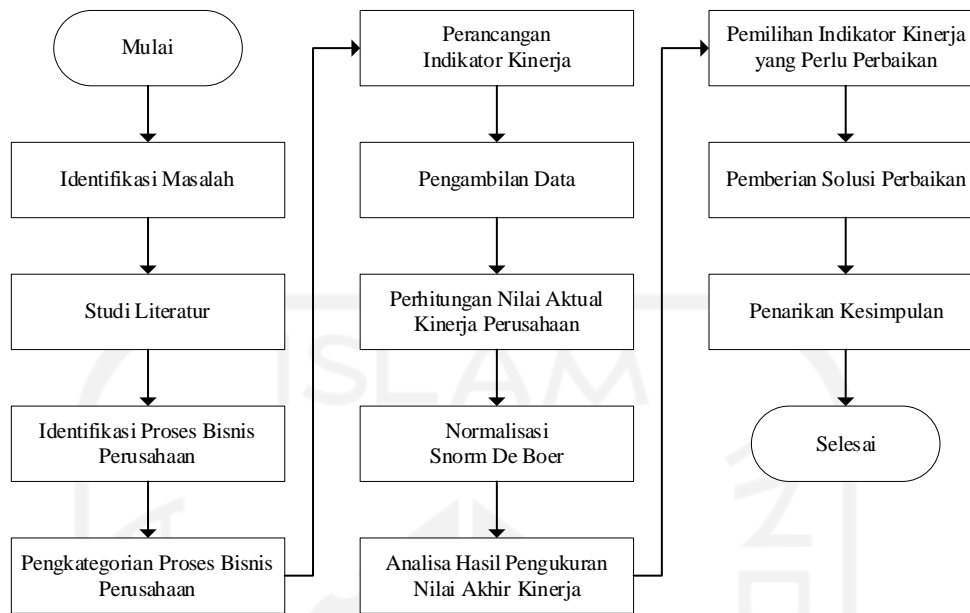 Mulai
Identifikasi Masalah
Studi Literatur
Identifikasi Proses Bisnis
Perusahaan
Pengkategorian Proses Bisnis
Perusahaan
Perancangan
Indikator Kinerja
Pengambilan Data
Perhitungan Nilai Aktual
Kinerja Perusahaan
Normalisasi
Snorm De Boer
Analisa Hasil Pengukuran
Nilai Akhir Kinerja
Pemilihan Indikator Kinerja
yang Perlu Perbaikan
Pemberian Solusi Perbaikan
Penarikan Kesimpulan
Selesai
ISLAM